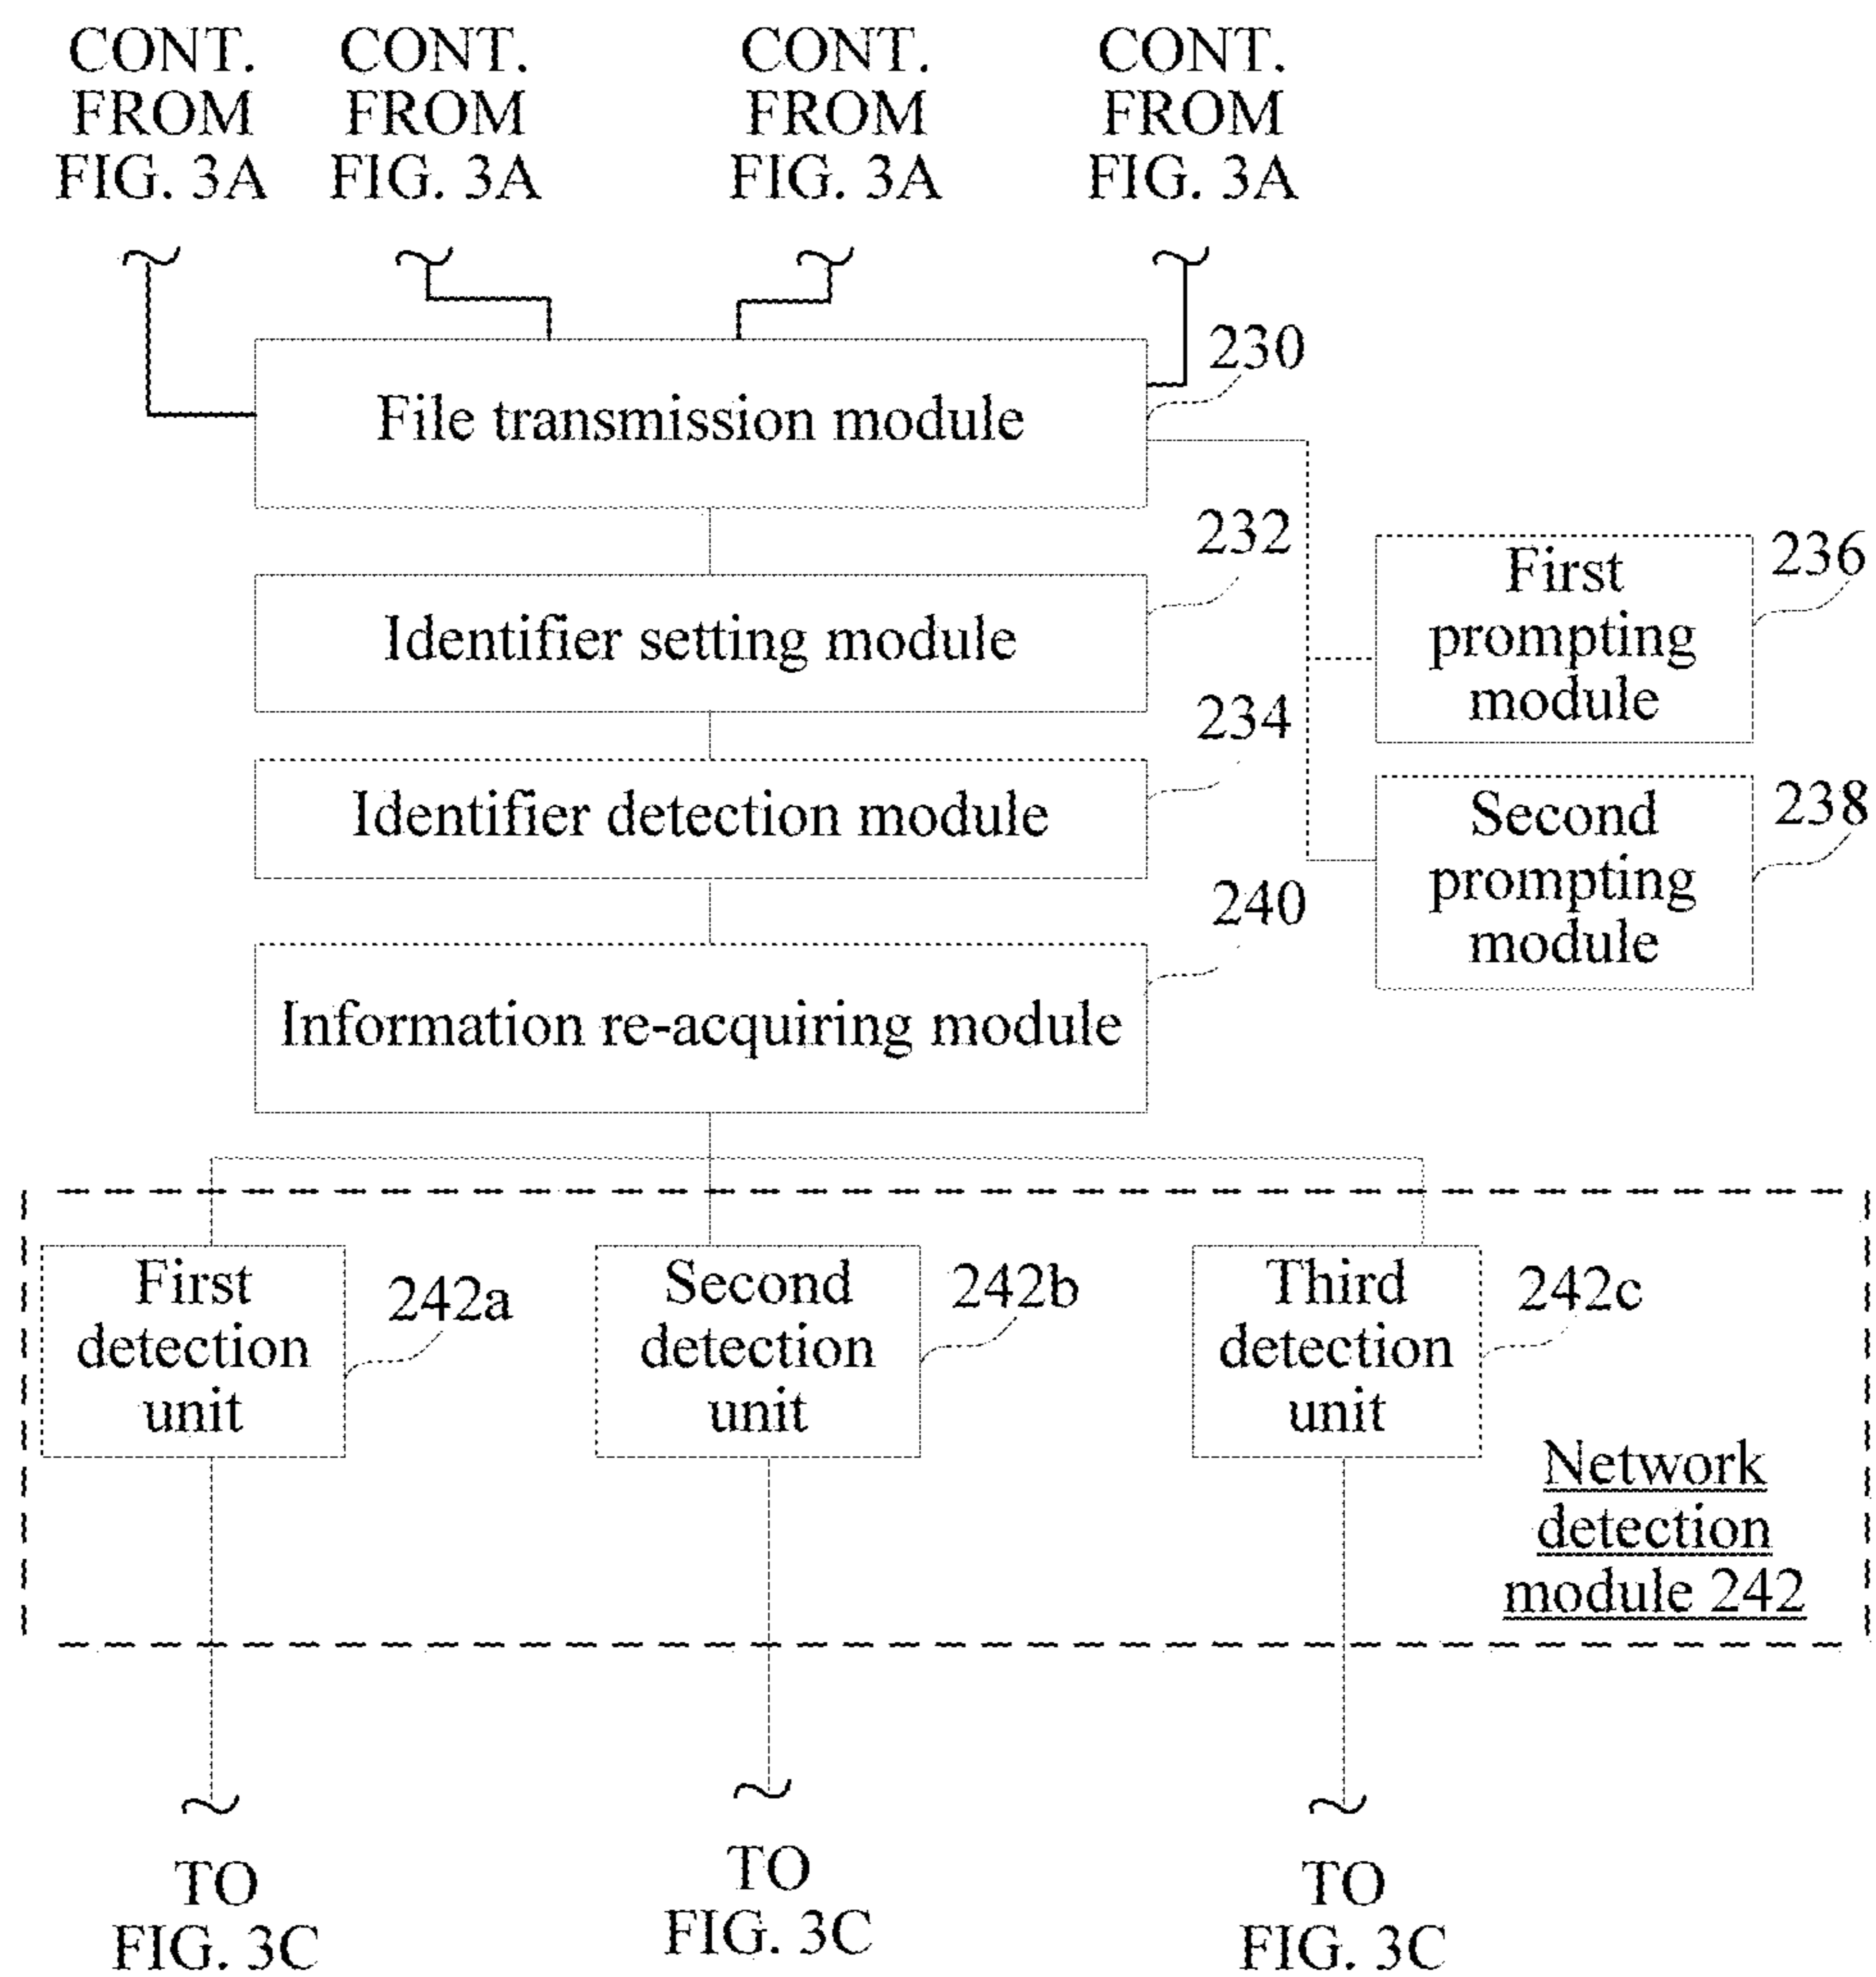 CONT.
FROM
FIG. 3A
CONT.
FROM
FIG. 3A
CONT.
FROM
FIG. 3A
CONT.
FROM
FIG. 3A
File transmission module
230
Identifier setting module
232
First
prompting
module
236
Identifier detection module
234
Second
prompting
module
238
Information re-acquiring module
240
First
detection
unit
242a
Second
detection
unit
242b
Third
detection
unit
242c
Network
detection
module 242
TO
FIG. 3C
TO
FIG. 3C
TO
FIG. 3C